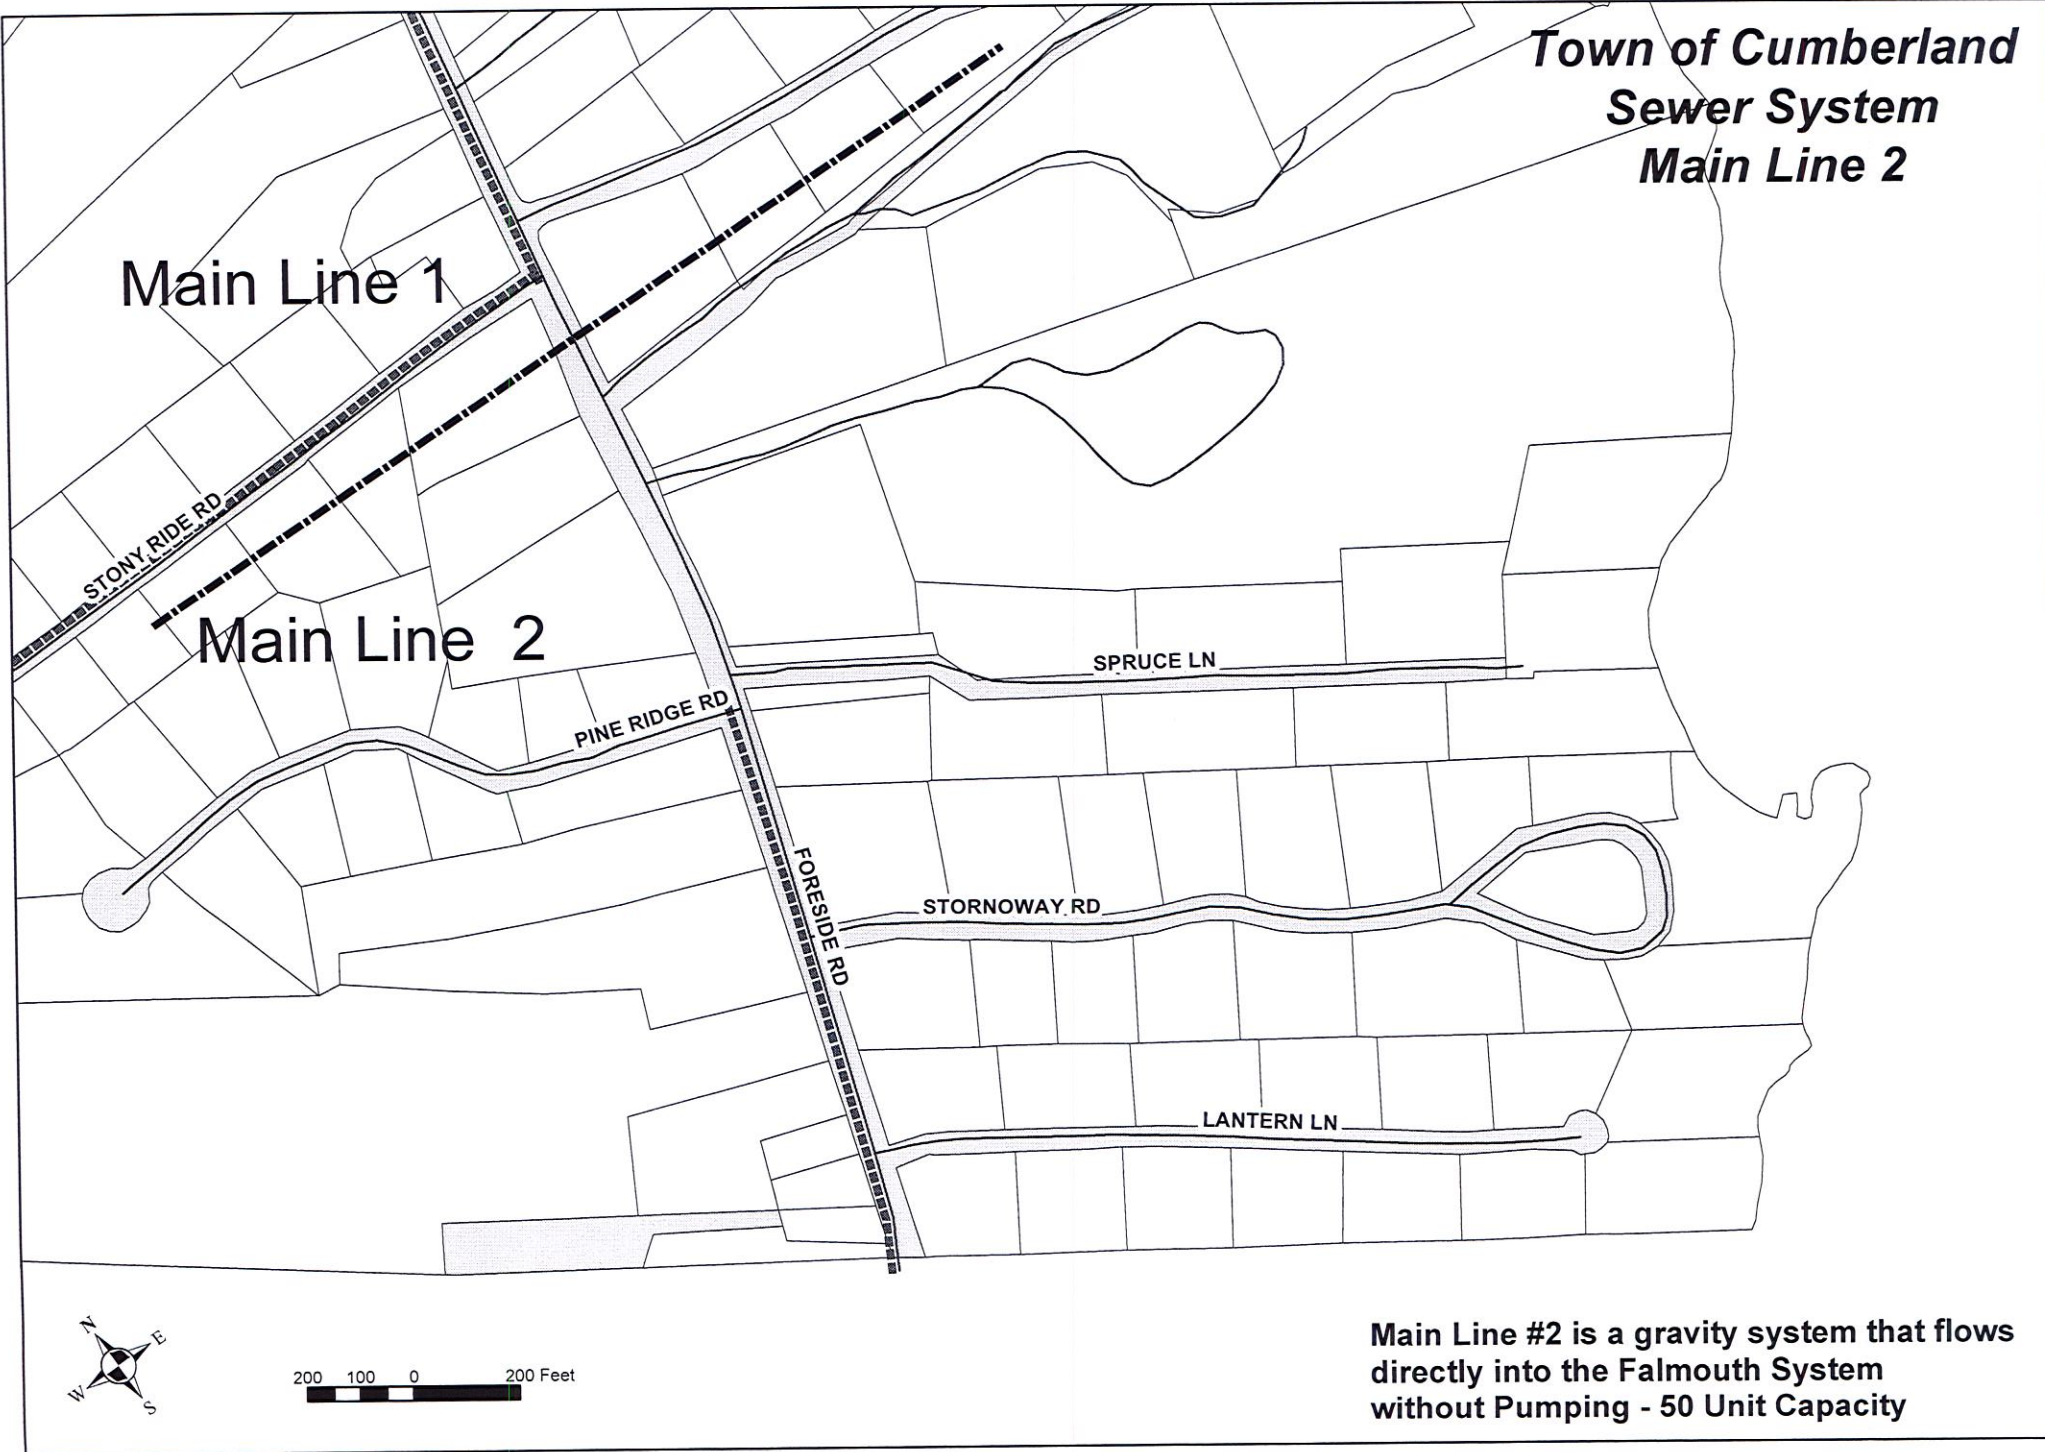 Town of Cumberland
Sewer System
Main Line 2
Main Line 1
STONY RIDE RD
Main Line 2
SPRUCE LN
PINE RIDGE RD
FORESIDE RD
STORNOWAY RD
LANTERN LN
N
E
W
S
200 100 0 200 Feet
Main Line #2 is a gravity system that flows
directly into the Falmouth System
without Pumping - 50 Unit Capacity